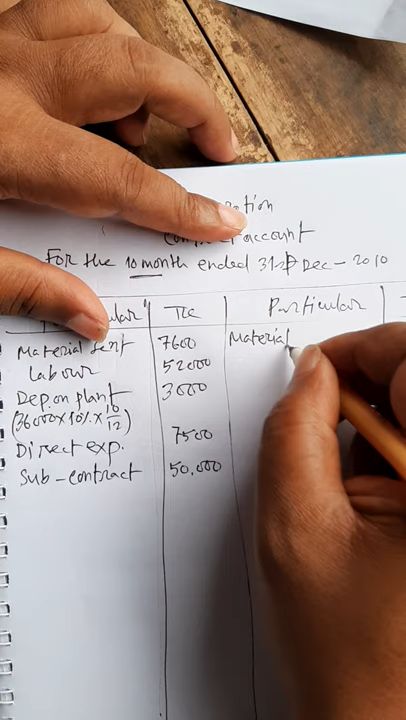 account
For the 10 month ended 31st Dec - 2010
TK Particular
Material sent 7600 Material
Labour 52000
Dep.on plant 3000
(36000x10%x10/12)
Direct exp. 7500
Sub-contract 50,000